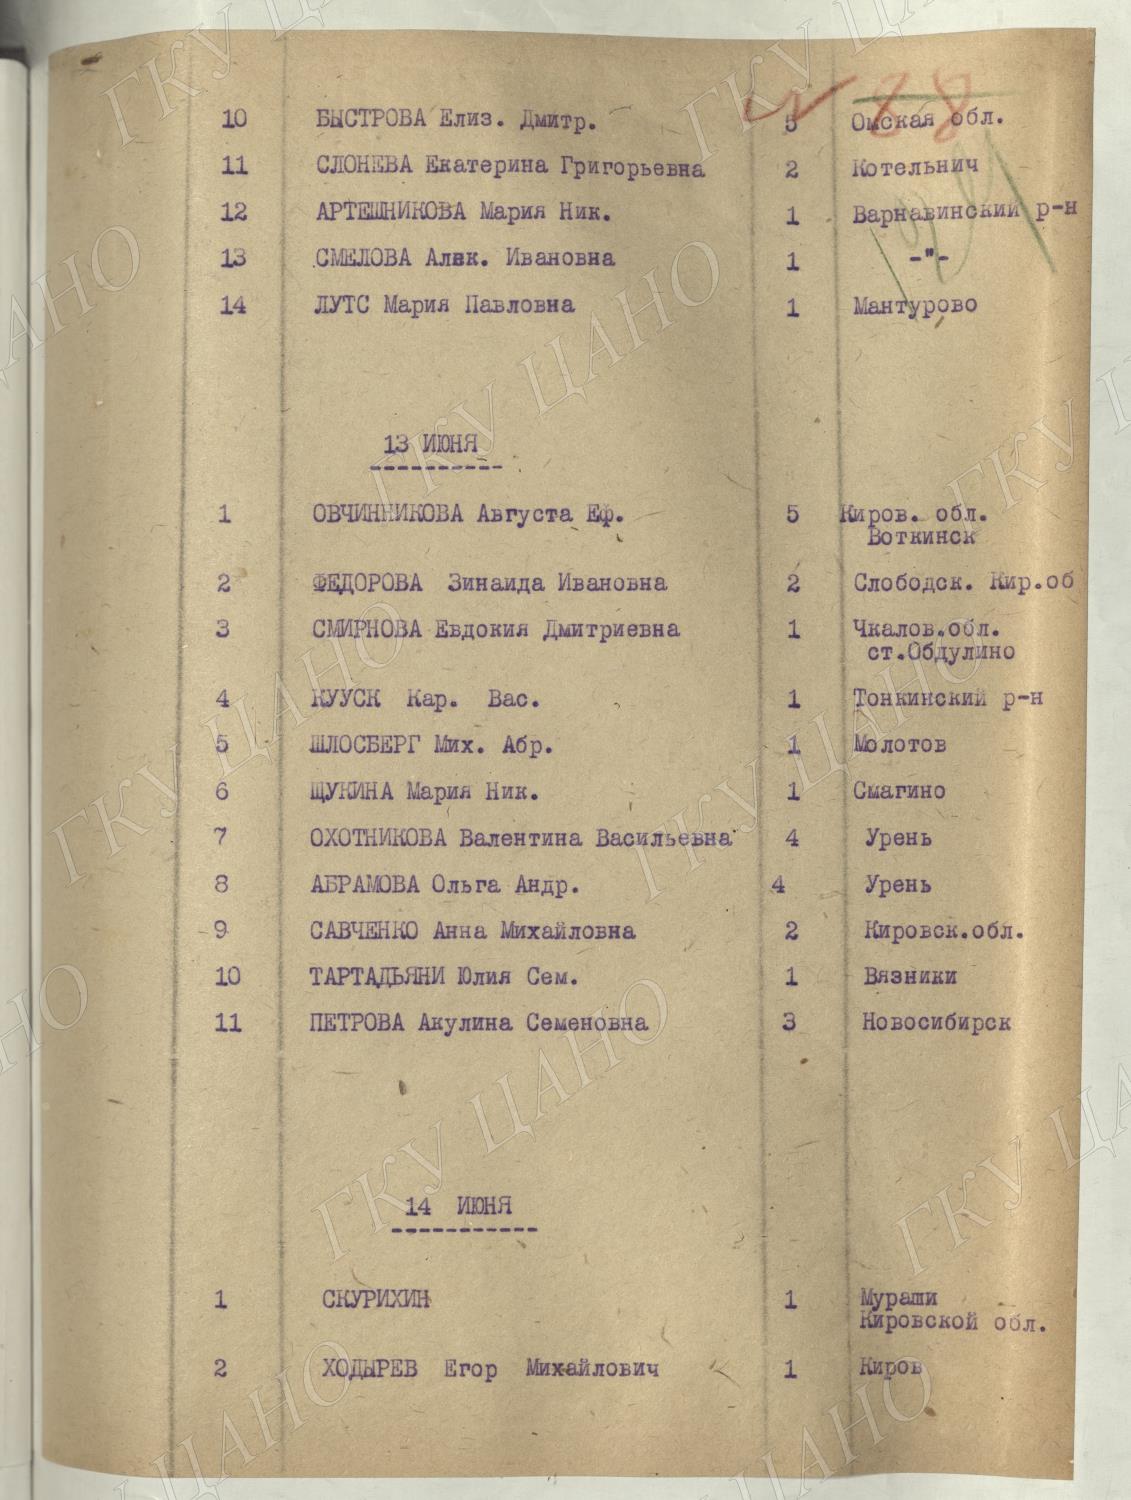 88
10 БЫСТРОВА Елиз. Дмитр. 5 Омская обл.
11 СЛОНЕВА Екатерина Григорьевна 2 Котельнич
12 АРТЕШНИКОВА Мария Ник. 1 Варнавинский р-н
13 СМЕЛОВА Алек. Ивановна 1 -"-
14 ЛУТС Мария Павловна 1 Мантурово
13 ИЮНЯ
----------
1 ОВЧИННИКОВА Августа Еф. 5 Киров. обл.
Воткинск
2 ФЕДОРОВА Зинаида Ивановна 2 Слободск. Кир.об
3 СМИРНОВА Евдокия Дмитриевна 1 Чкалов.обл.
ст.Обдулино
4 КУУСК Кар. Вас. 1 Тонкинский р-н
5 ШЛОСБЕРГ Мих. Абр. 1 Молотов
6 ЩУКИНА Мария Ник. 1 Смагино
7 ОХОТНИКОВА Валентина Васильевна 4 Урень
8 АБРАМОВА Ольга Андр. 4 Урень
9 САВЧЕНКО Анна Михайловна 2 Кировск.обл.
10 ТАРТАДЬЯНИ Юлия Сем. 1 Вязники
11 ПЕТРОВА Акулина Семеновна 3 Новосибирск
14 ИЮНЯ
-----------
1 СКУРИХИН 1 Мураши
Кировской обл.
2 ХОДЫРЕВ Егор Михайлович 1 Киров
ГКУ ЦАНО